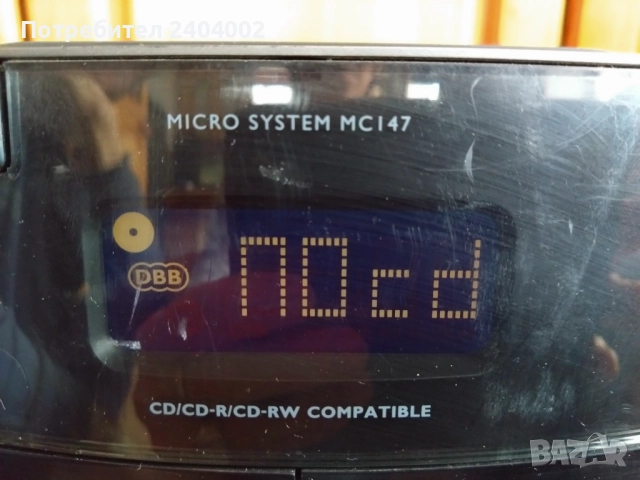 Потребител 2404002
MICRO SYSTEM MC147
DBB
NOcd
CD/CD-R/CD-RW COMPATIBLE
BAZAR